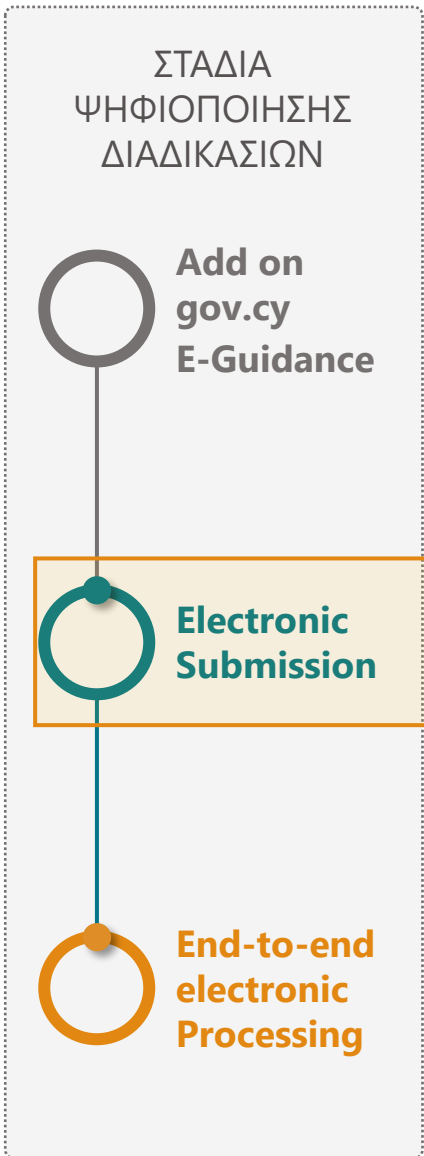 ΣΤΑΔΙΑ
ΨΗΦΙΟΠΟΙΗΣΗΣ
ΔΙΑΔΙΚΑΣΙΩΝ
Add on
gov.cy
E-Guidance
Electronic
Submission
End-to-end
electronic
Processing